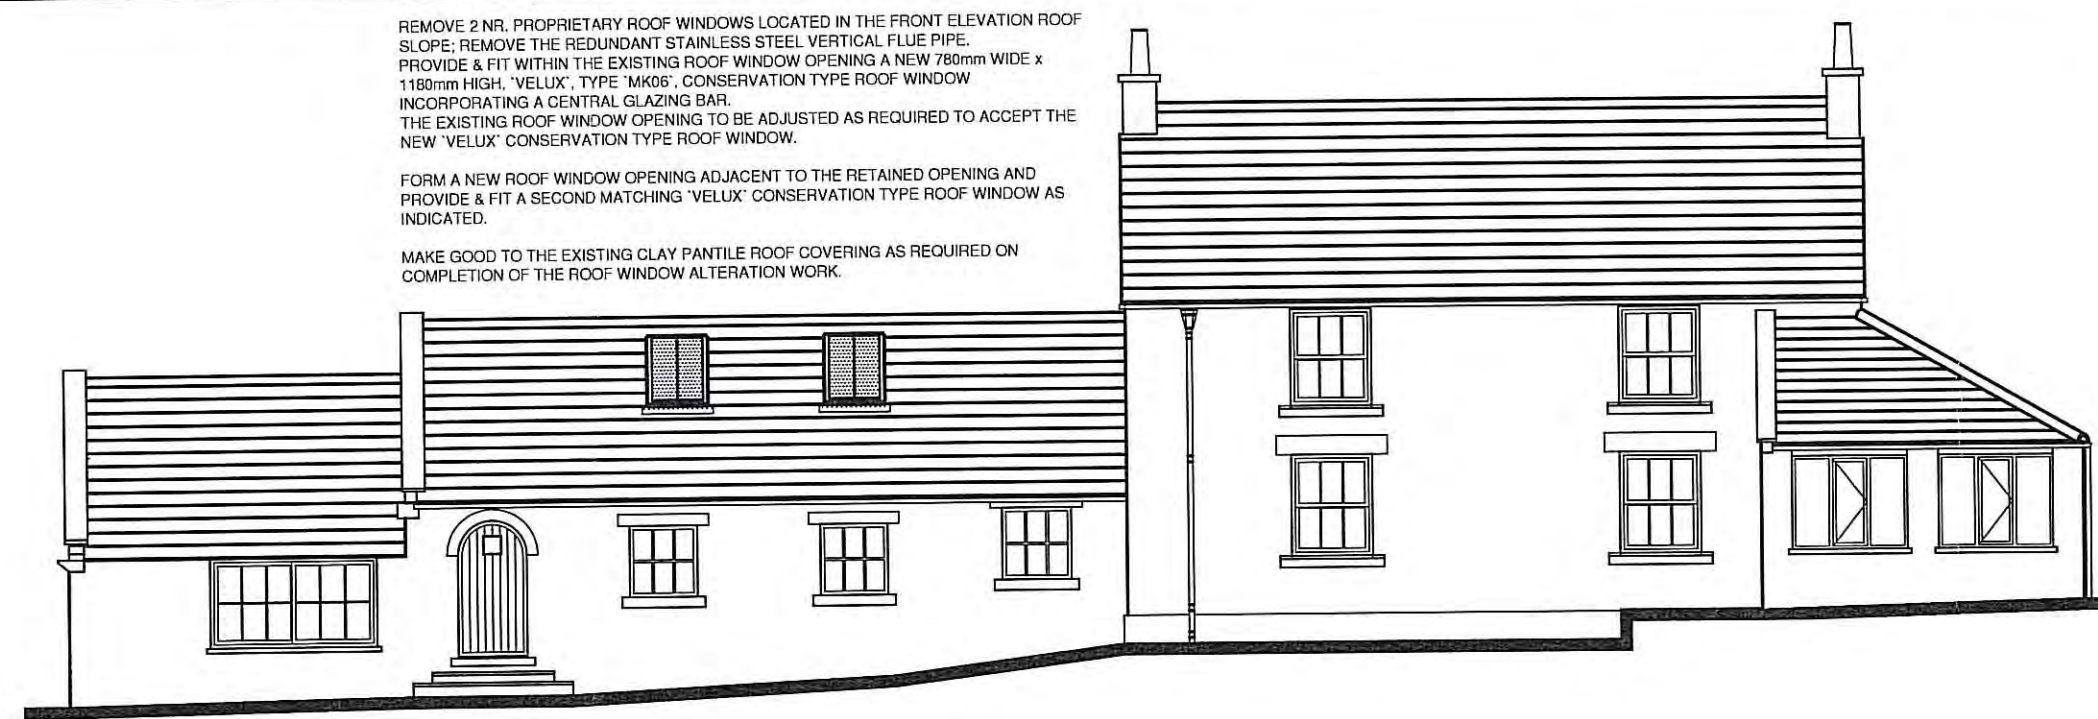 REMOVE 2 NR. PROPRIETARY ROOF WINDOWS LOCATED IN THE FRONT ELEVATION ROOF
SLOPE; REMOVE THE REDUNDANT STAINLESS STEEL VERTICAL FLUE PIPE.
PROVIDE & FIT WITHIN THE EXISTING ROOF WINDOW OPENING A NEW 780mm WIDE x
1180mm HIGH, `VELUX`, TYPE `MK06`, CONSERVATION TYPE ROOF WINDOW
INCORPORATING A CENTRAL GLAZING BAR.
THE EXISTING ROOF WINDOW OPENING TO BE ADJUSTED AS REQUIRED TO ACCEPT THE
NEW `VELUX` CONSERVATION TYPE ROOF WINDOW.
FORM A NEW ROOF WINDOW OPENING ADJACENT TO THE RETAINED OPENING AND
PROVIDE & FIT A SECOND MATCHING `VELUX` CONSERVATION TYPE ROOF WINDOW AS
INDICATED.
MAKE GOOD TO THE EXISTING CLAY PANTILE ROOF COVERING AS REQUIRED ON
COMPLETION OF THE ROOF WINDOW ALTERATION WORK.